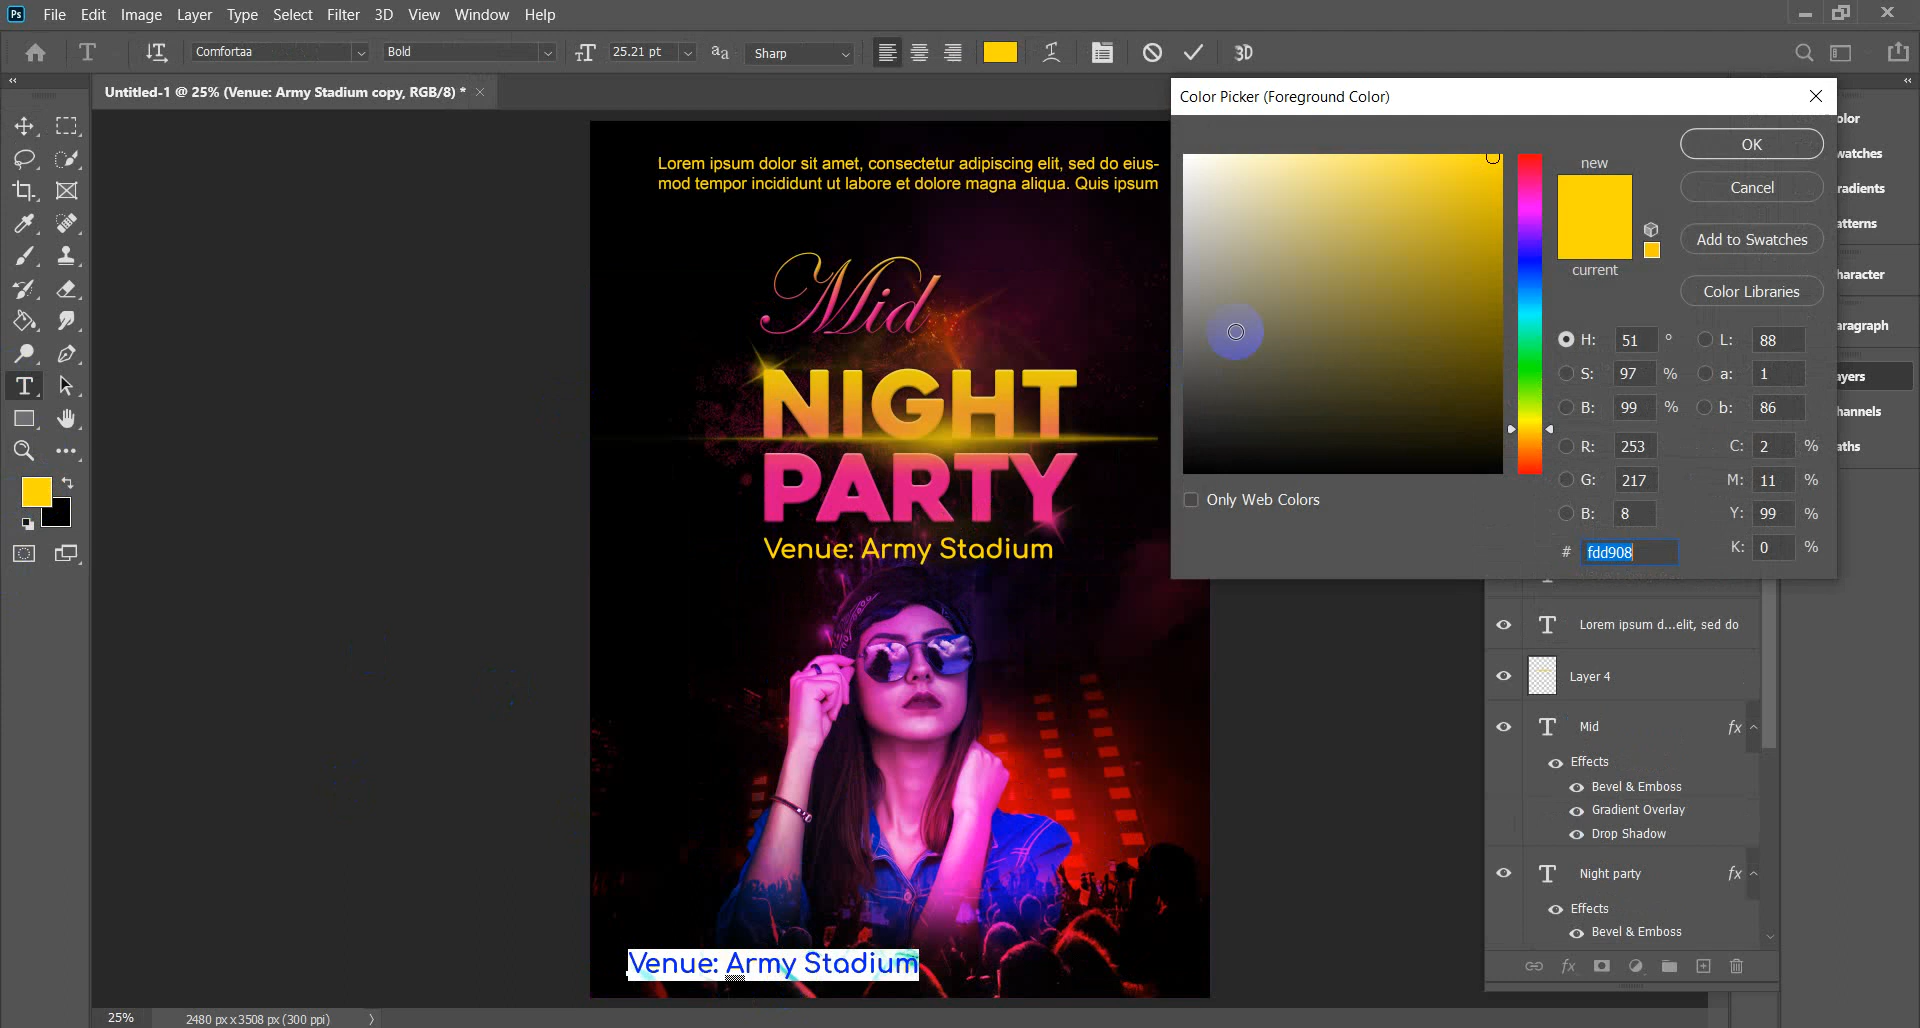 Ps File Edit Image Layer Type Select Filter 3D View Window Help
Comfortaa Bold 25.21 pt aa Sharp 3D
Untitled-1 @ 25% (Venue: Army Stadium copy, RGB/8) *
Lorem ipsum dolor sit amet, consectetur adipiscing elit, sed do eius-
mod tempor incididunt ut labore et dolore magna aliqua. Quis ipsum
Mid
NIGHT
PARTY
Venue: Army Stadium
Venue: Army Stadium
Color Picker (Foreground Color)
new
current
OK
Cancel
Add to Swatches
Color Libraries
H: 51 ° L: 88
S: 97 % a: 1
B: 99 % b: 86
R: 253 C: 2 %
G: 217 M: 11 %
B: 8 Y: 99 %
# fdd908 K: 0 %
Only Web Colors
olor
watches
radients
atterns
haracter
aragraph
ayers
hannels
aths
Lorem ipsum d...elit, sed do
Layer 4
Mid fx
Effects
Bevel & Emboss
Gradient Overlay
Drop Shadow
Night party fx
Effects
Bevel & Emboss
fx
25% 2480 px x 3508 px (300 ppi)